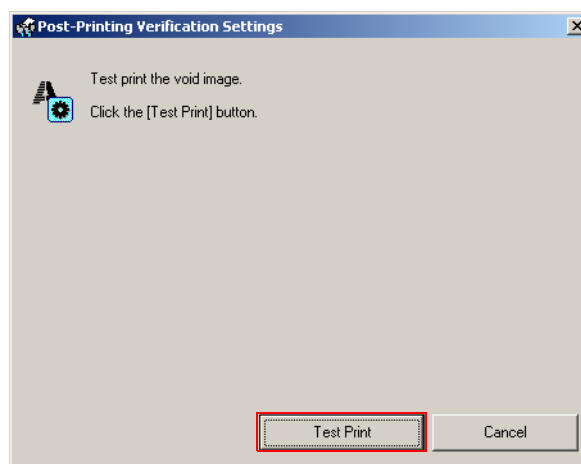 Post-Printing Verification Settings
Test print the void image.
Click the [Test Print] button.
Test Print
Cancel